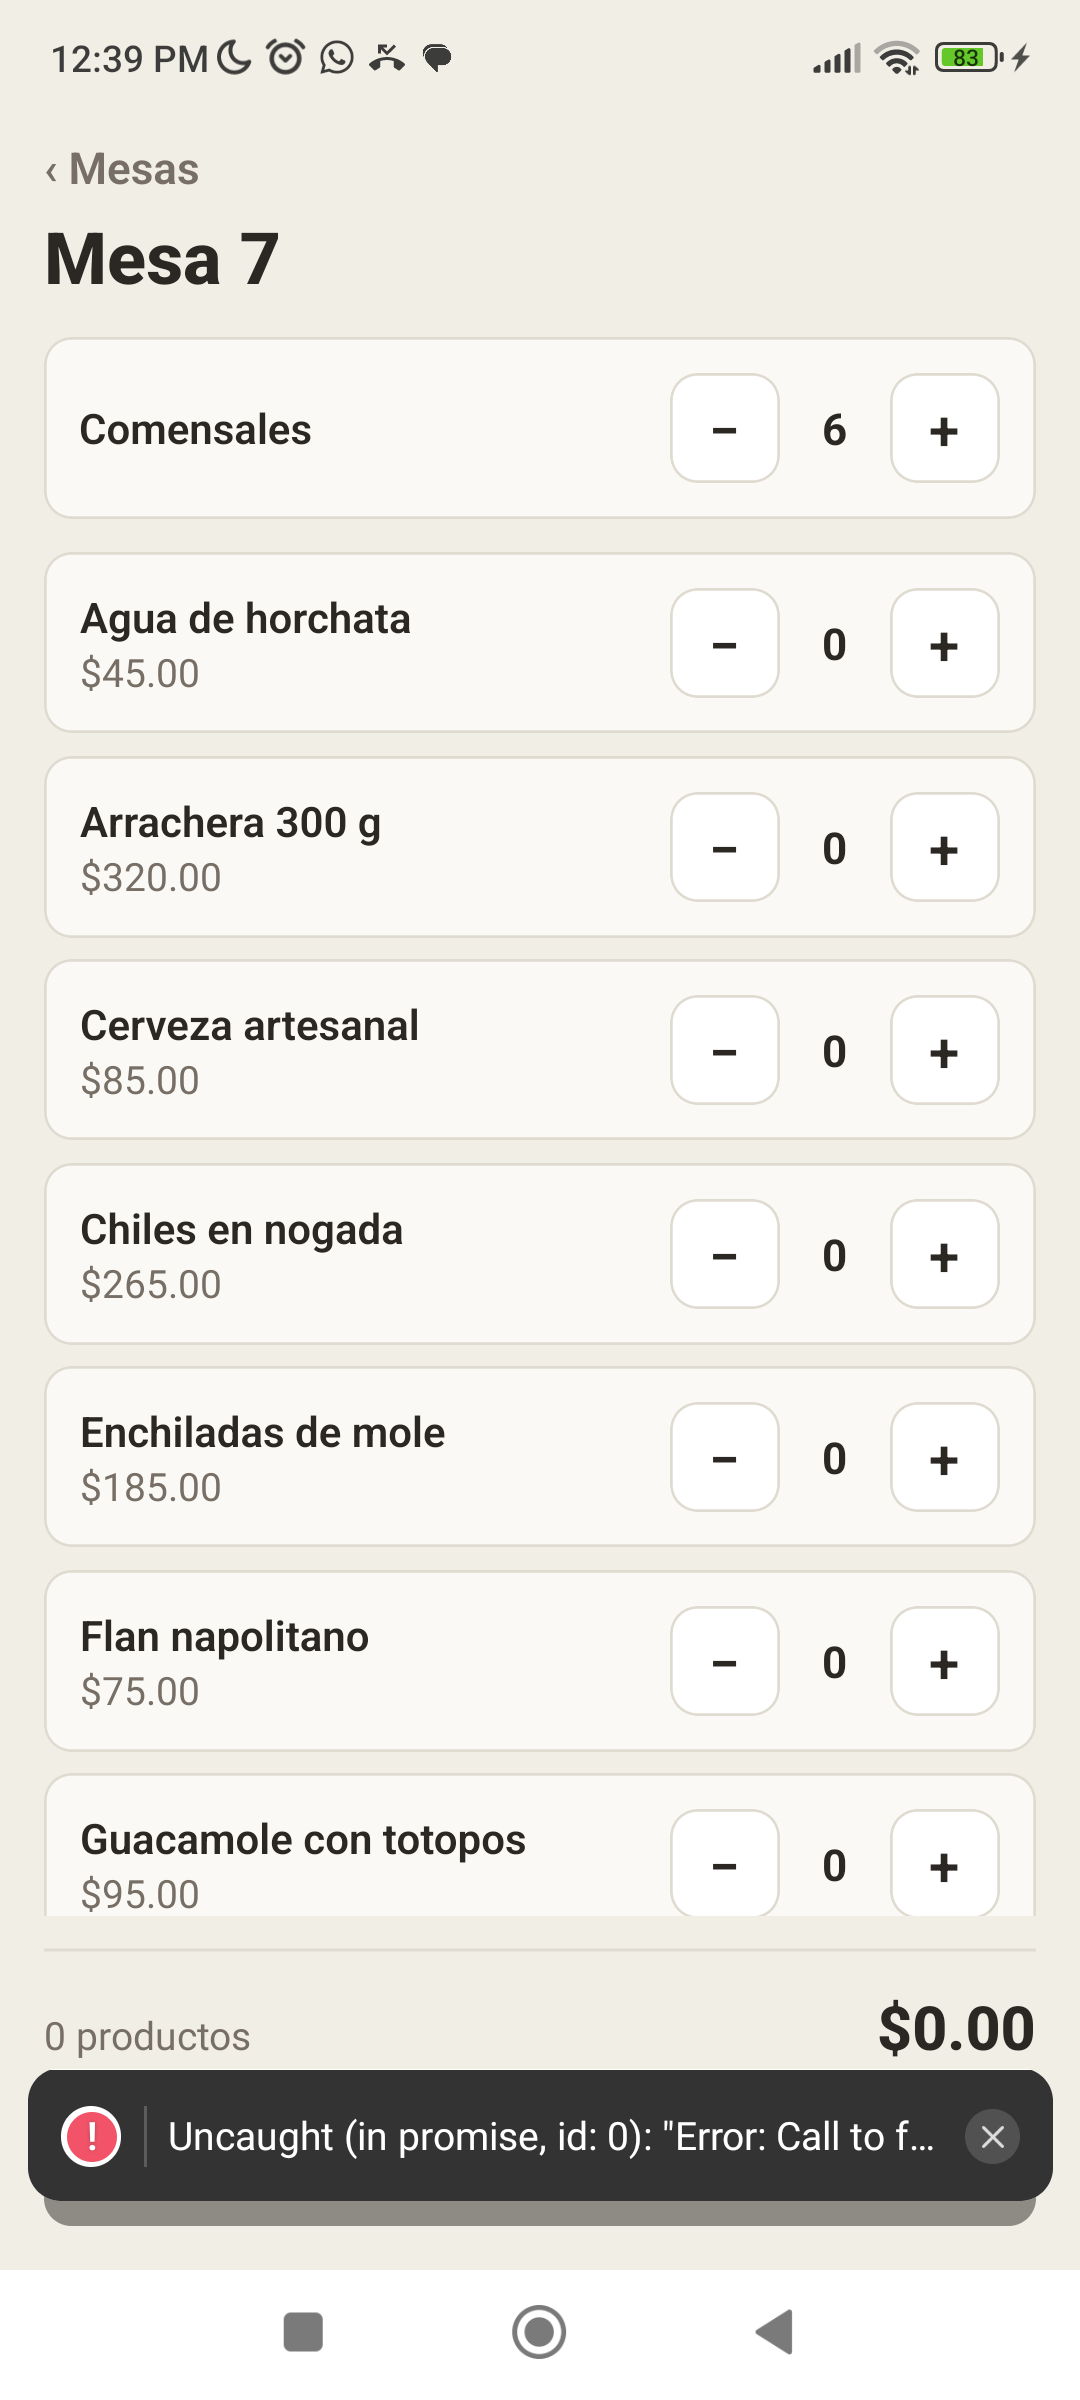 12:39 PM 83
‹ Mesas
Mesa 7
Comensales − 6 +
Agua de horchata
$45.00 − 0 +
Arrachera 300 g
$320.00 − 0 +
Cerveza artesanal
$85.00 − 0 +
Chiles en nogada
$265.00 − 0 +
Enchiladas de mole
$185.00 − 0 +
Flan napolitano
$75.00 − 0 +
Guacamole con totopos
$95.00 − 0 +
0 productos $0.00
! Uncaught (in promise, id: 0): "Error: Call to f...